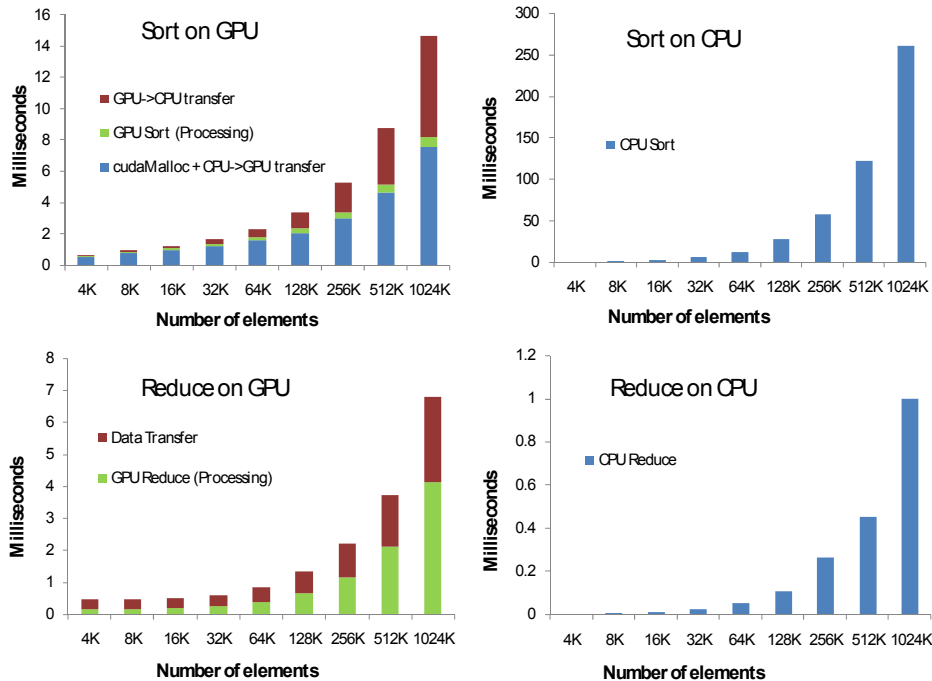 Sort on GPU
Milliseconds
16
14
12
10
8
6
4
2
0
GPU->CPU transfer
GPU Sort (Processing)
cudaMalloc + CPU->GPU transfer
4K 8K 16K 32K 64K 128K 256K 512K 1024K
Number of elements
Sort on CPU
Milliseconds
300
250
200
150
100
50
0
CPU Sort
4K 8K 16K 32K 64K 128K 256K 512K 1024K
Number of elements
Reduce on GPU
Milliseconds
8
7
6
5
4
3
2
1
0
Data Transfer
GPU Reduce (Processing)
4K 8K 16K 32K 64K 128K 256K 512K 1024K
Number of elements
Reduce on CPU
Milliseconds
1.2
1
0.8
0.6
0.4
0.2
0
CPU Reduce
4K 8K 16K 32K 64K 128K 256K 512K 1024K
Number of elements